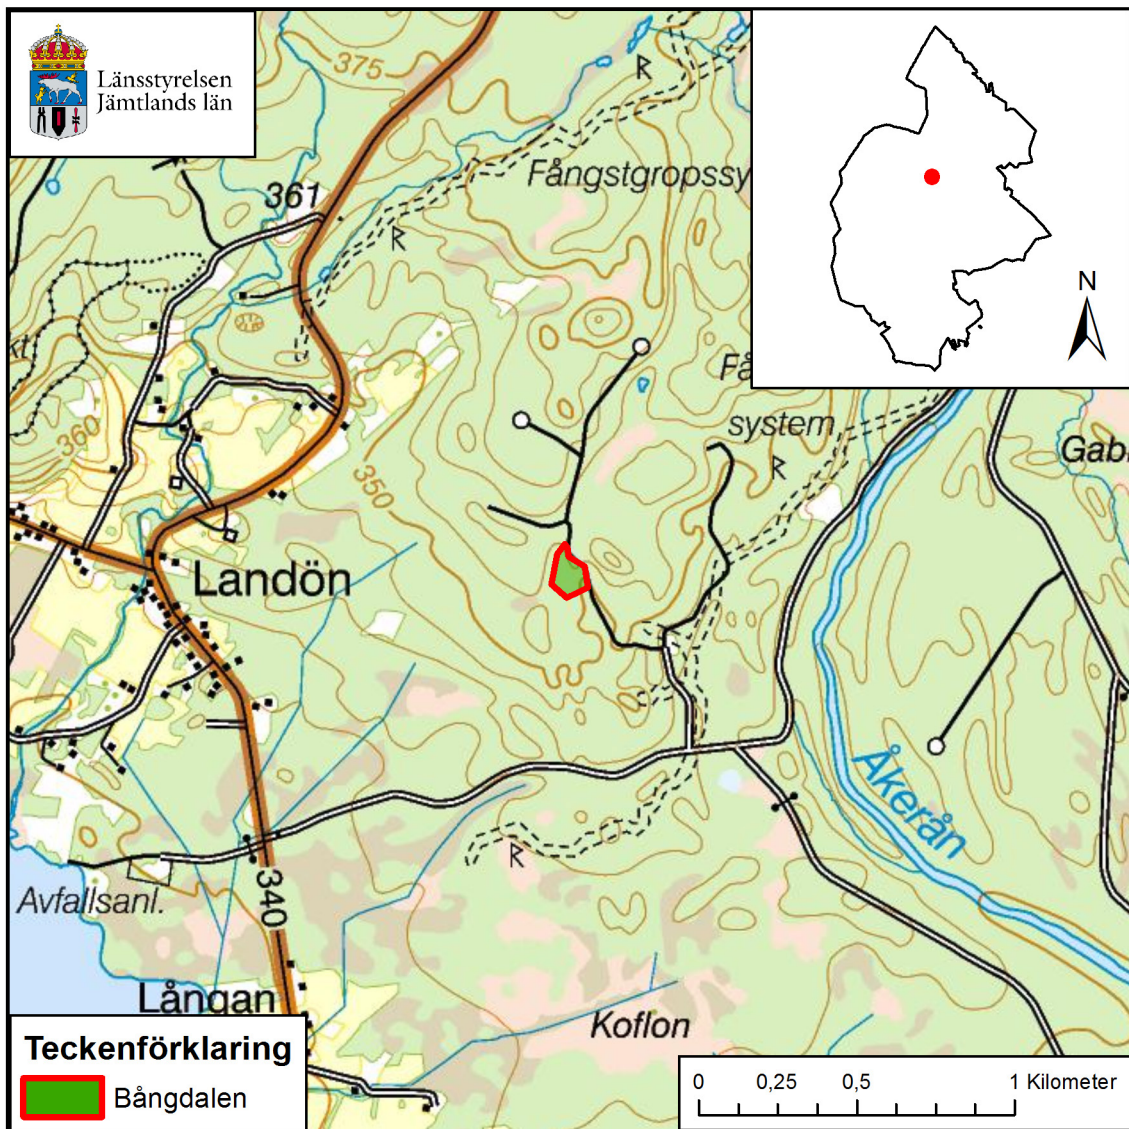 Länsstyrelsen
Jämtlands län
375
Fångstgropssy
361
N
kt
Få
360
system
350
Gab
Landön
Åkerån
340
Avfallsanl.
Långan
Koflon
Teckenförklaring
Bångdalen
0 0,25 0,5 1 Kilometer
R
R
R
R